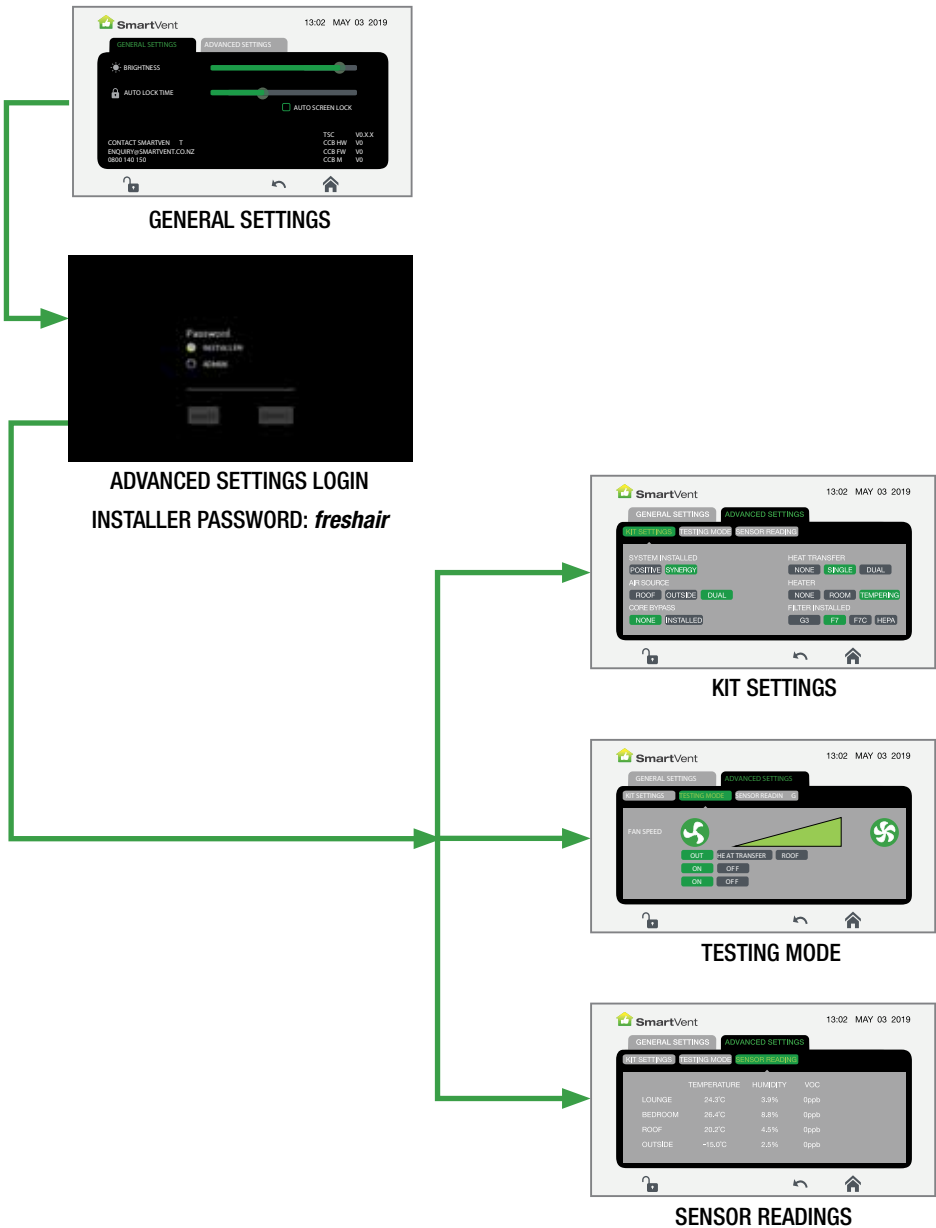 SmartVent 13:02 MAY 03 2019
GENERAL SETTINGS ADVANCED SETTINGS
BRIGHTNESS
AUTO LOCK TIME
AUTO SCREEN LOCK
TSC V0.X.X
CONTACT SMARTVEN T CCB HW V0
ENQUIRY@SMARTVENT.CO.NZ CCB FW V0
0800 140 150 CCB M V0
GENERAL SETTINGS
Password
INSTALLER
ADMIN
ADVANCED SETTINGS LOGIN
INSTALLER PASSWORD: freshair
SmartVent 13:02 MAY 03 2019
GENERAL SETTINGS ADVANCED SETTINGS
KIT SETTINGS TESTING MODE SENSOR READING
SYSTEM INSTALLED HEAT TRANSFER
POSITIVE SYNERGY NONE SINGLE DUAL
AIR SOURCE HEATER
ROOF OUTSIDE DUAL NONE ROOM TEMPERING
CORE BYPASS FILTER INSTALLED
NONE INSTALLED G3 F7 F7C HEPA
KIT SETTINGS
SmartVent 13:02 MAY 03 2019
GENERAL SETTINGS ADVANCED SETTINGS
KIT SETTINGS TESTING MODE SENSOR READIN G
FAN SPEED
OUT HE AT TRANSFER ROOF
ON OF F
ON OF F
TESTING MODE
SmartVent 13:02 MAY 03 2019
GENERAL SETTINGS ADVANCED SETTINGS
KIT SETTINGS TESTING MODE SENSOR READING
TEMPERATURE HUMIDITY VOC
LOUNGE 24.3°C 3.9% 0ppb
BEDROOM 26.4°C 8.8% 0ppb
ROOF 20.2°C 4.5% 0ppb
OUTSIDE -15.0°C 2.5% 0ppb
SENSOR READINGS